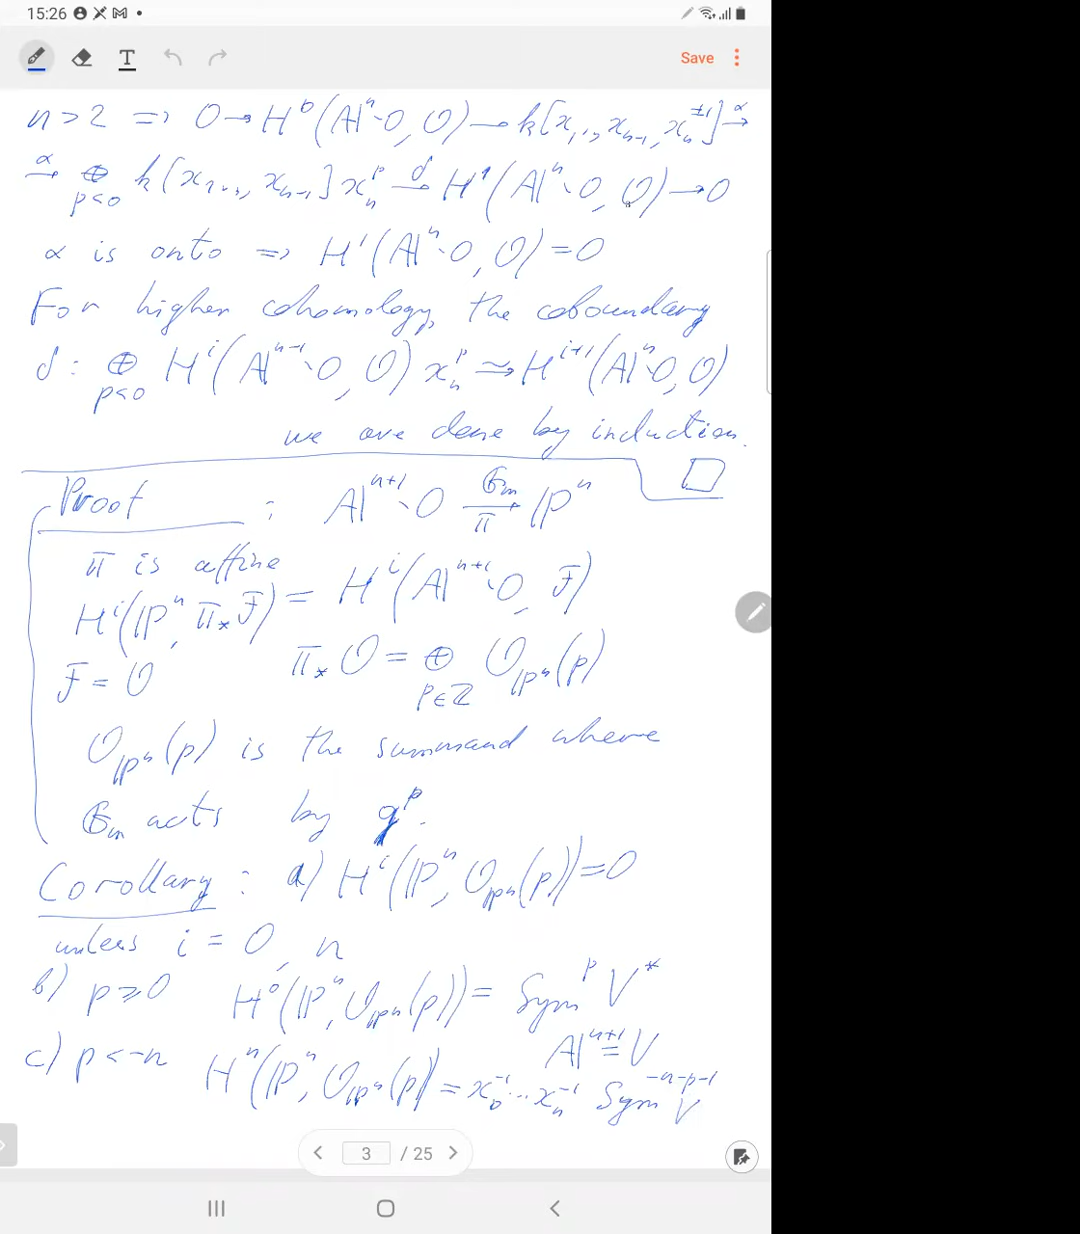 15:26
T
Save
n > 2 => 0 → H⁰(𝔸ⁿ∖0, O) → k[x₁, .., xₙ₋₁, xₙ^{±1}] →^α
→^α ⊕_{p<0} k[x₁, .., xₙ₋₁] xₙ^p →^δ H¹(𝔸ⁿ∖0, O) → 0
α is onto => H¹(𝔸ⁿ∖0, O) = 0
For higher cohomology, the coboundary
δ: ⊕_{p<0} Hⁱ(𝔸ⁿ⁻¹∖0, O) xₙ^p ⥲ Hⁱ⁺¹(𝔸ⁿ∖0, O)
we are done by induction. □
Proof : 𝔸ⁿ⁺¹∖0 →^{𝔾ₘ}_π ℙⁿ
π is affine
Hⁱ(ℙⁿ, π_* F) = Hⁱ(𝔸ⁿ⁺¹∖0, F)
F = O π_* O = ⊕_{p∈ℤ} O_{ℙⁿ}(p)
O_{ℙⁿ}(p) is the summand where
𝔾ₘ acts by g^p.
Corollary : a) Hⁱ(ℙⁿ, O_{ℙⁿ}(p)) = 0
unless i = 0, n
b) p ≥ 0 H⁰(ℙⁿ, O_{ℙⁿ}(p)) = Sym^p V*
𝔸ⁿ⁺¹ = V
c) p < -n Hⁿ(ℙⁿ, O_{ℙⁿ}(p)) = x₀⁻¹ ... xₙ⁻¹ Sym^{-n-p-1} V
3 / 25